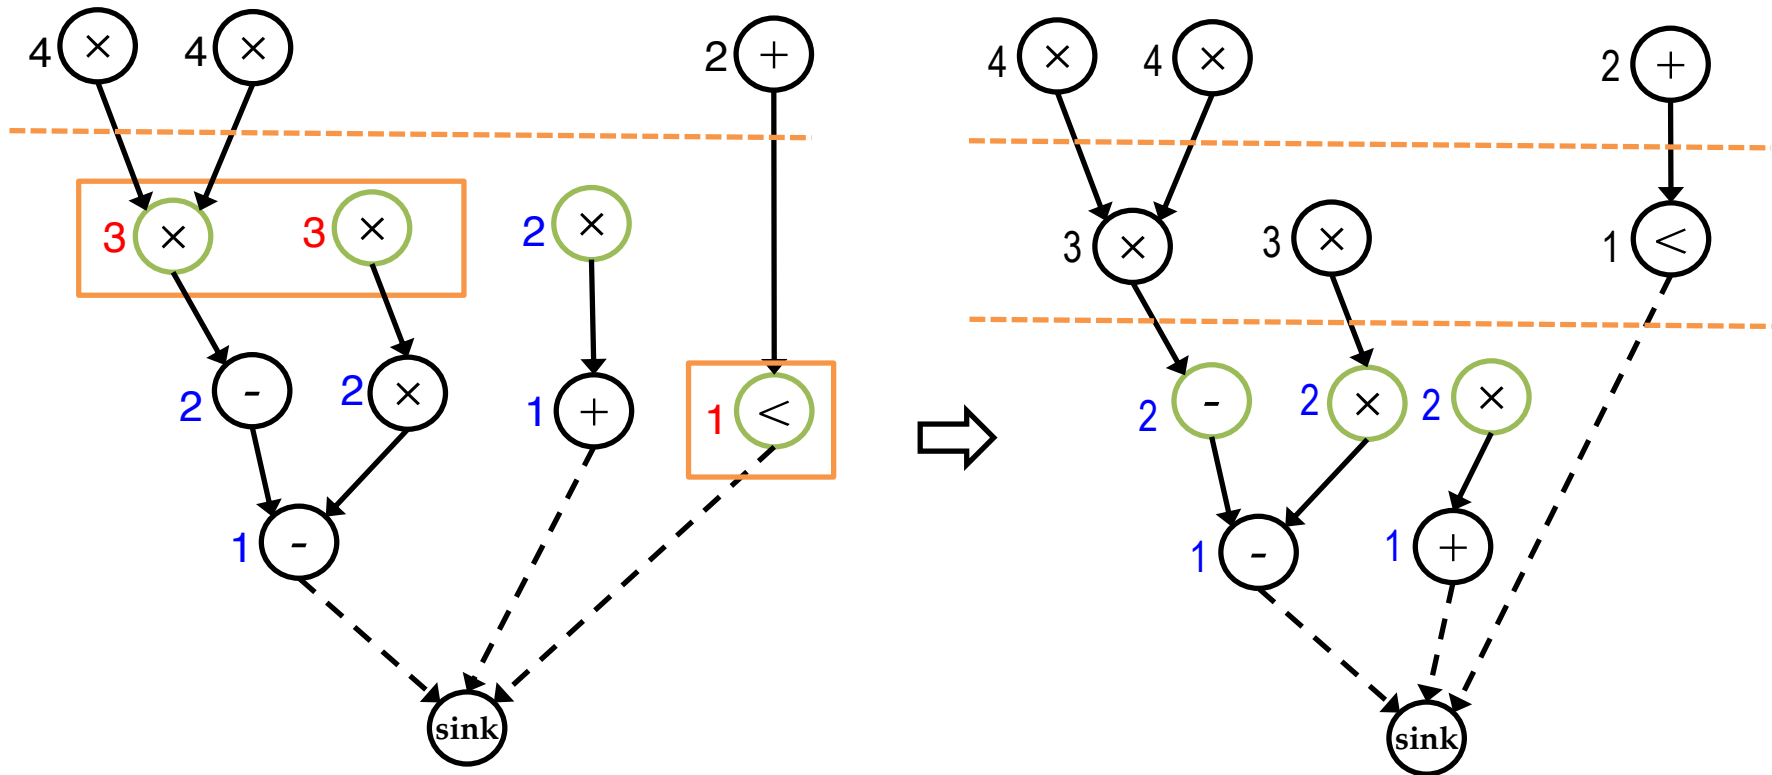 4 × 4 × 2 +
3 × 3 × 2 ×
2 - 2 × 1 + 1 <
1 -
sink
4 × 4 × 2 +
3 × 3 × 1 <
2 - 2 × 2 ×
1 - 1 +
sink